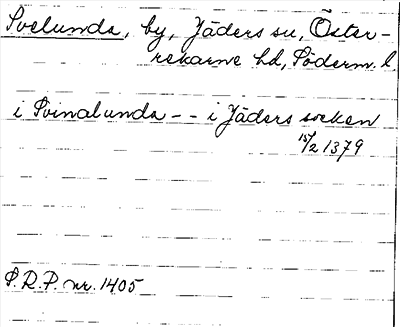 Svelunda, by, Jäders sn, Öster-
rekarne hd, Söderm. l
i Svinalunda -- i Jäders socken
15/2 1379
S.R.P. nr. 1405